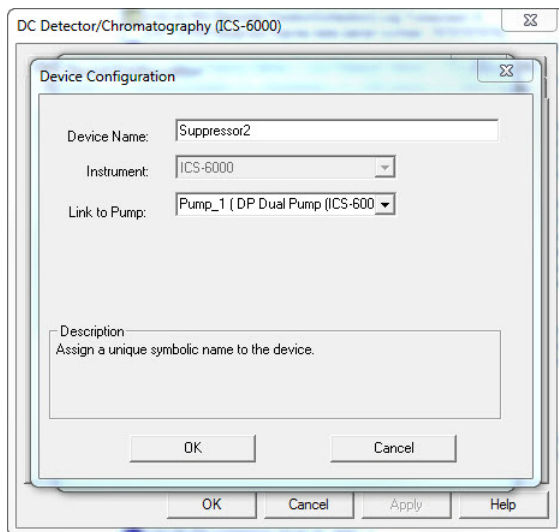 DC Detector/Chromatography (ICS-6000)
Device Configuration
Device Name: Suppressor2
Instrument: ICS-6000
Link to Pump: Pump_1 ( DP Dual Pump (ICS-600
Description
Assign a unique symbolic name to the device.
OK Cancel
OK Cancel Apply Help